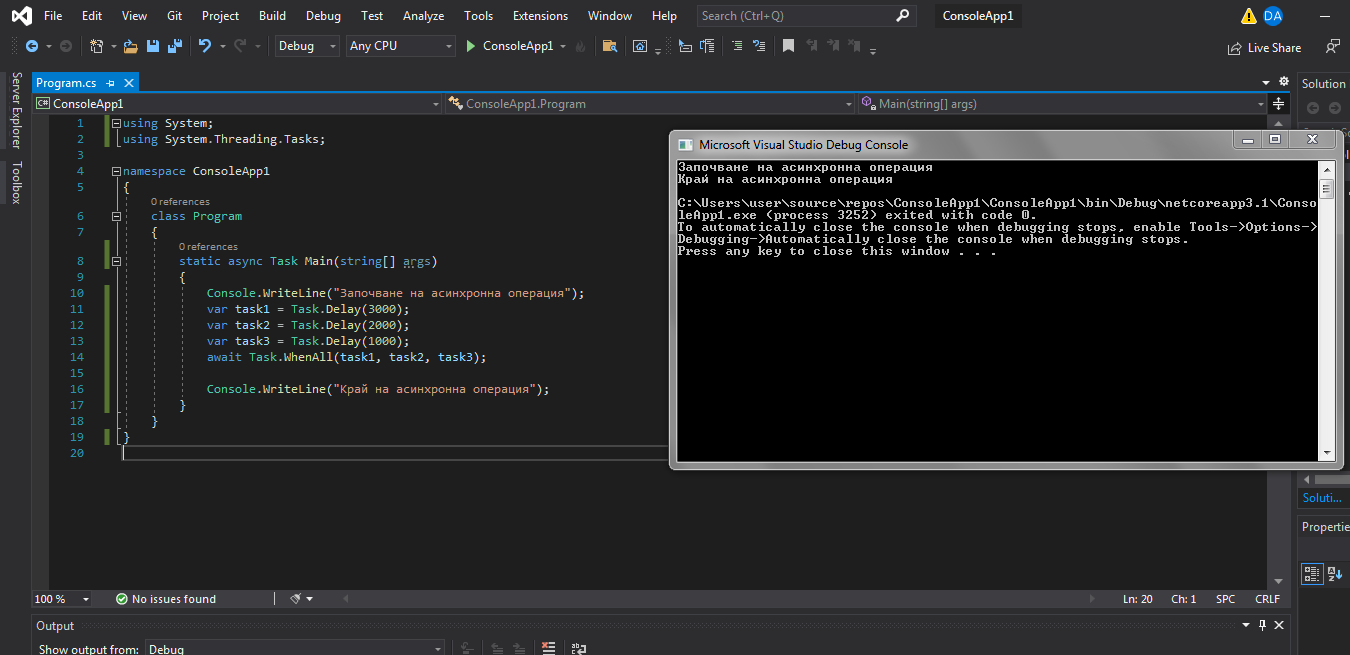 File Edit View Git Project Build Debug Test Analyze Tools Extensions Window Help Search (Ctrl+Q) ConsoleApp1 DA
Debug Any CPU ConsoleApp1 Live Share
Server Explorer
Toolbox
Program.cs
Solution
ConsoleApp1 ConsoleApp1.Program Main(string[] args)
1 using System;
2 using System.Threading.Tasks;
3
4 namespace ConsoleApp1
5 {
0 references
6 class Program
7 {
0 references
8 static async Task Main(string[] args)
9 {
10 Console.WriteLine("Започване на асинхронна операция");
11 var task1 = Task.Delay(3000);
12 var task2 = Task.Delay(2000);
13 var task3 = Task.Delay(1000);
14 await Task.WhenAll(task1, task2, task3);
15
16 Console.WriteLine("Край на асинхронна операция");
17 }
18 }
19 }
20
Microsoft Visual Studio Debug Console
Започване на асинхронна операция
Край на асинхронна операция
C:\Users\user\source\repos\ConsoleApp1\ConsoleApp1\bin\Debug\netcoreapp3.1\Conso
leApp1.exe (process 3252) exited with code 0.
To automatically close the console when debugging stops, enable Tools->Options->
Debugging->Automatically close the console when debugging stops.
Press any key to close this window . . .
Soluti...
Propertie
100 % No issues found Ln: 20 Ch: 1 SPC CRLF
Output
Show output from: Debug